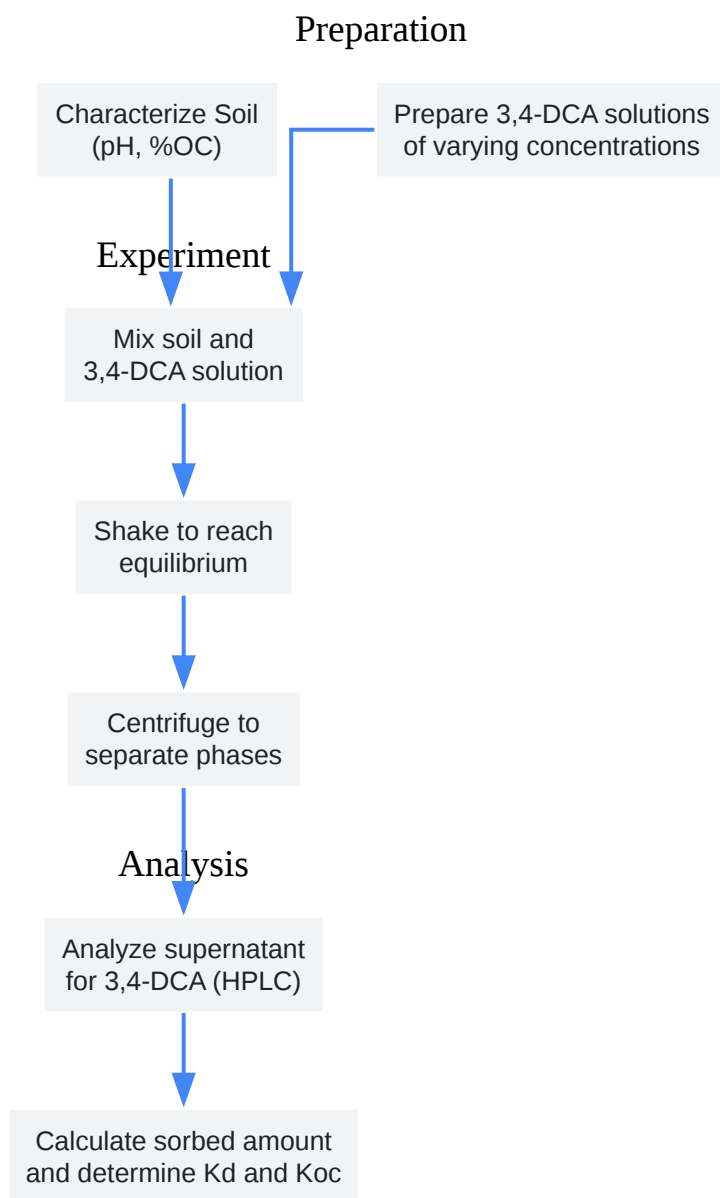 Preparation
Characterize Soil
(pH, %OC)
Prepare 3,4-DCA solutions
of varying concentrations
Experiment
Mix soil and
3,4-DCA solution
Shake to reach
equilibrium
Centrifuge to
separate phases
Analysis
Analyze supernatant
for 3,4-DCA (HPLC)
Calculate sorbed amount
and determine Kd and Koc